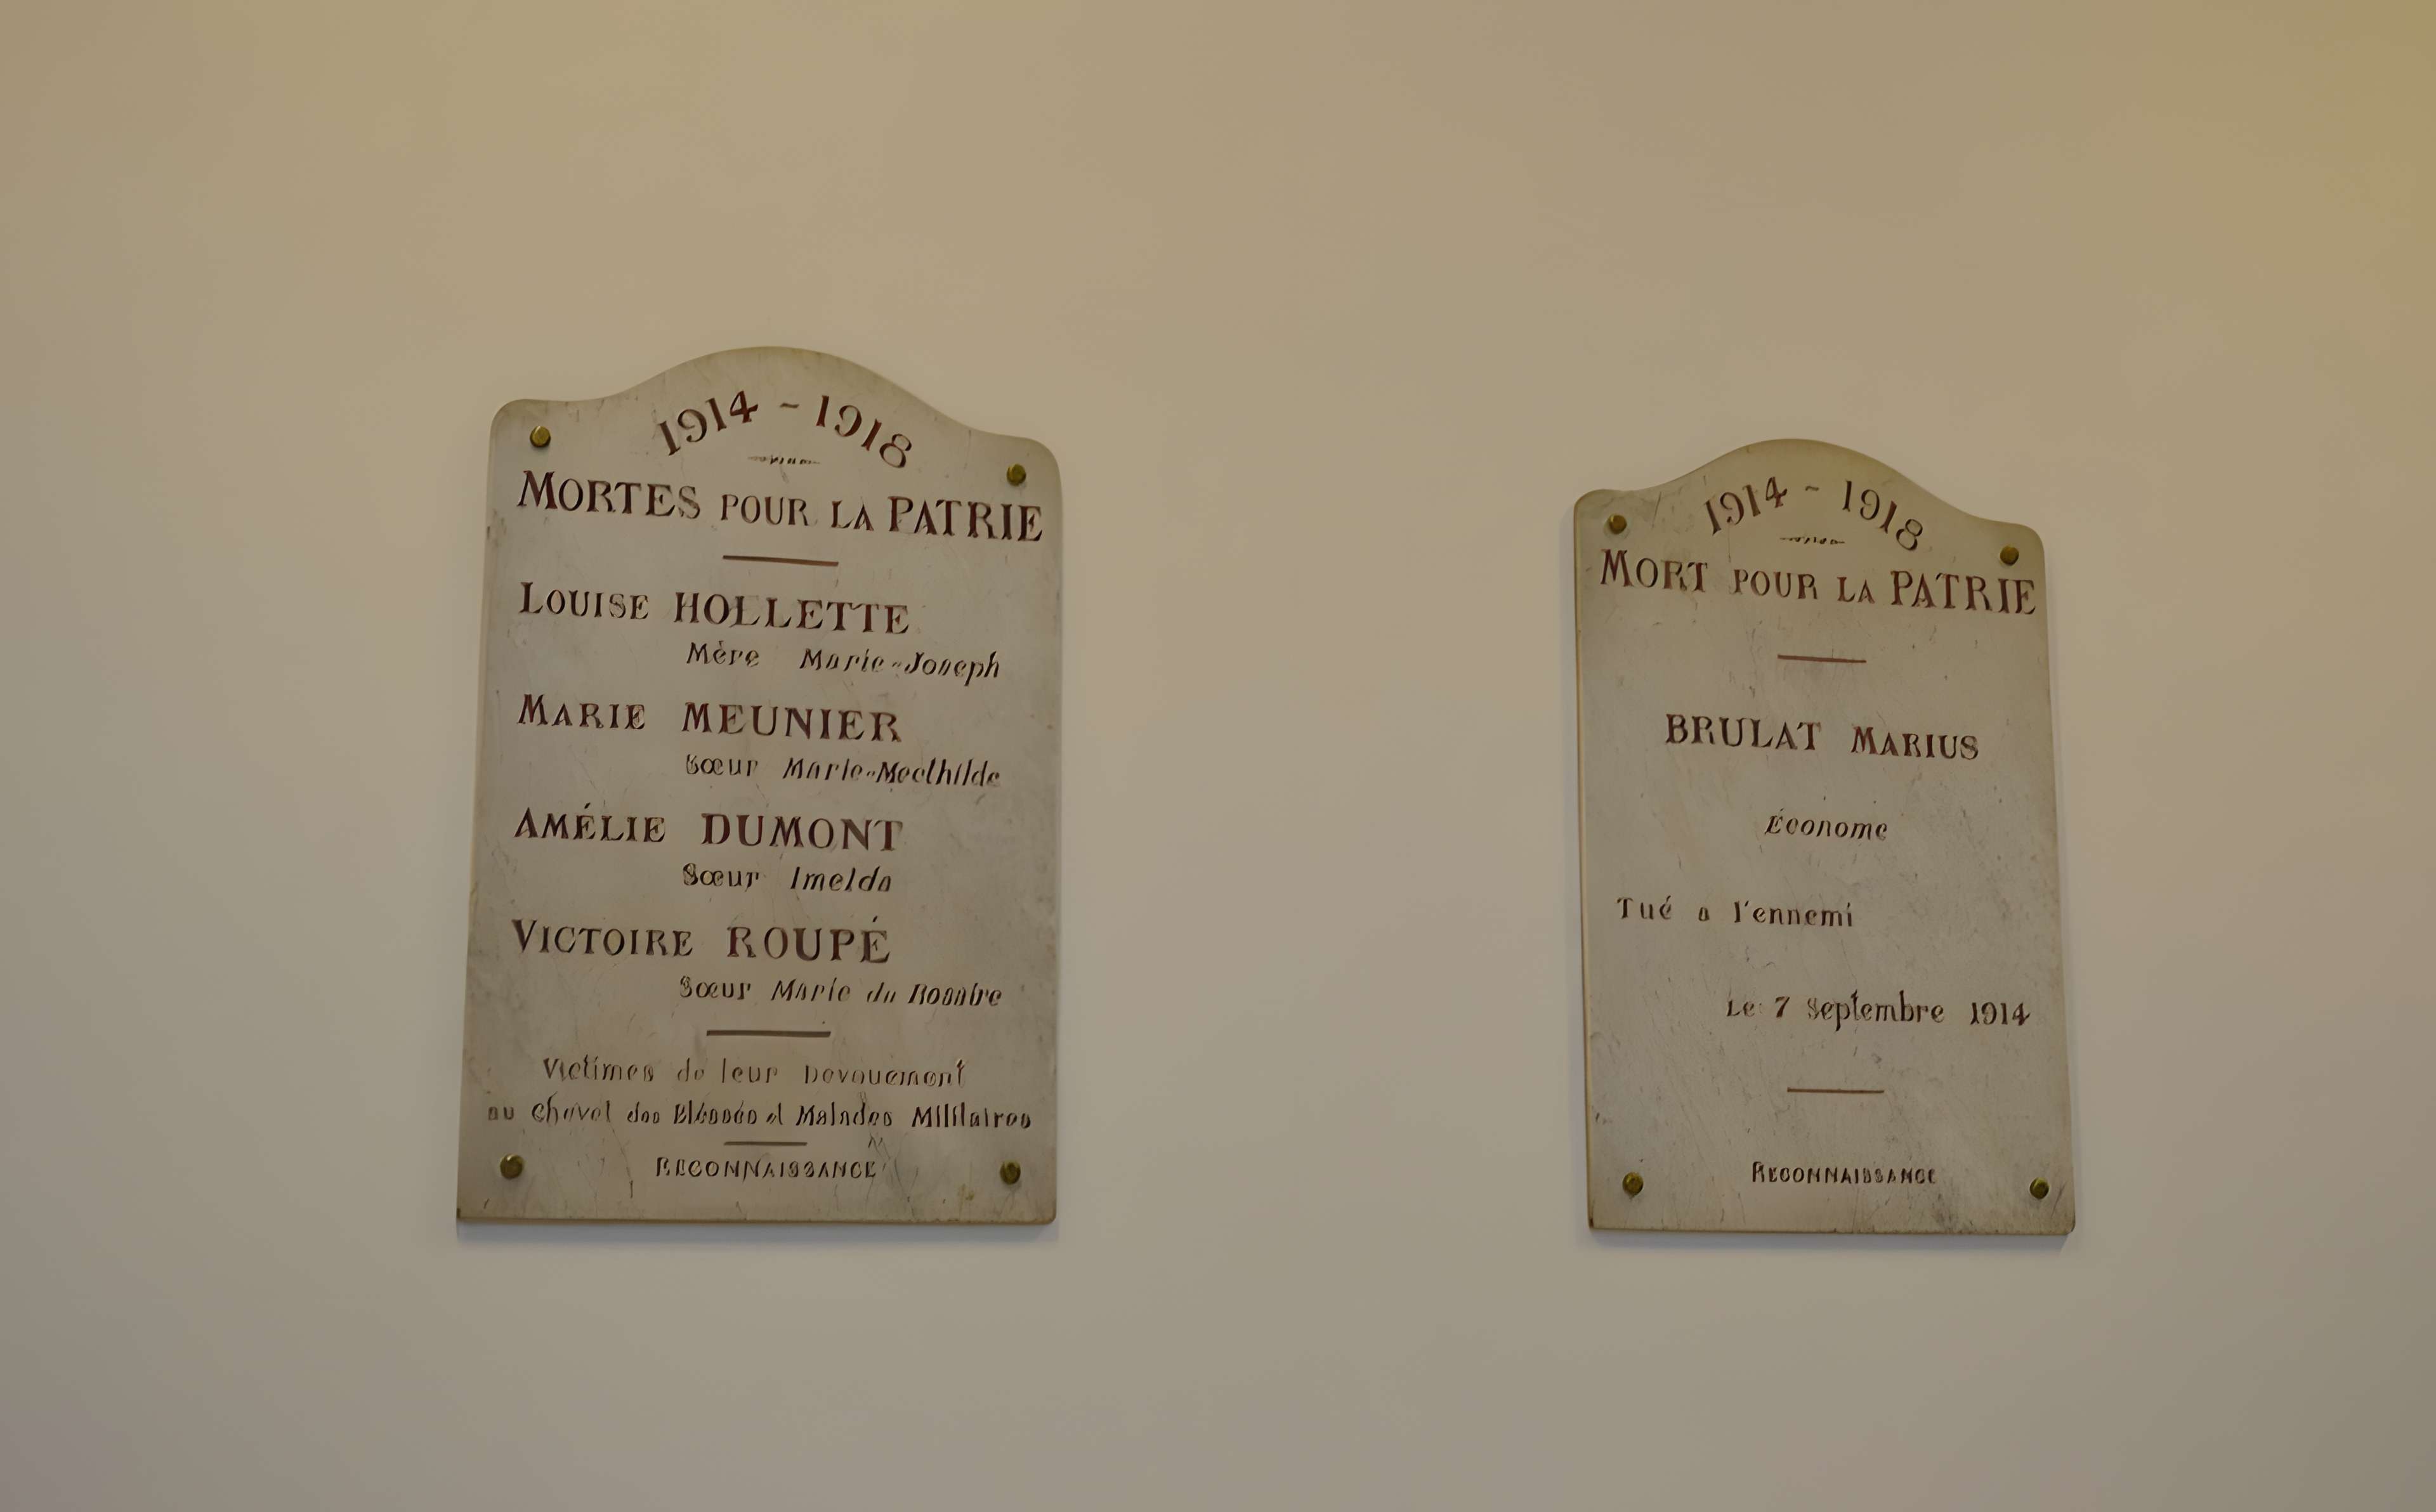 1914 - 1918
MORTES POUR LA PATRIE
LOUISE HOLLETTE
Mère Marie-Joseph
MARIE MEUNIER
Sœur Marie-Mecthilde
AMÉLIE DUMONT
Sœur Imelda
VICTOIRE ROUPÉ
Sœur Marie du Rosaire
Victimes de leur Dévouement
au Chevet des Blessés et Malades Militaires
RECONNAISSANCE
1914 - 1918
MORT POUR LA PATRIE
BRULAT MARIUS
Économe
Tué a l'ennemi
Le 7 Septembre 1914
RECONNAISSANCE